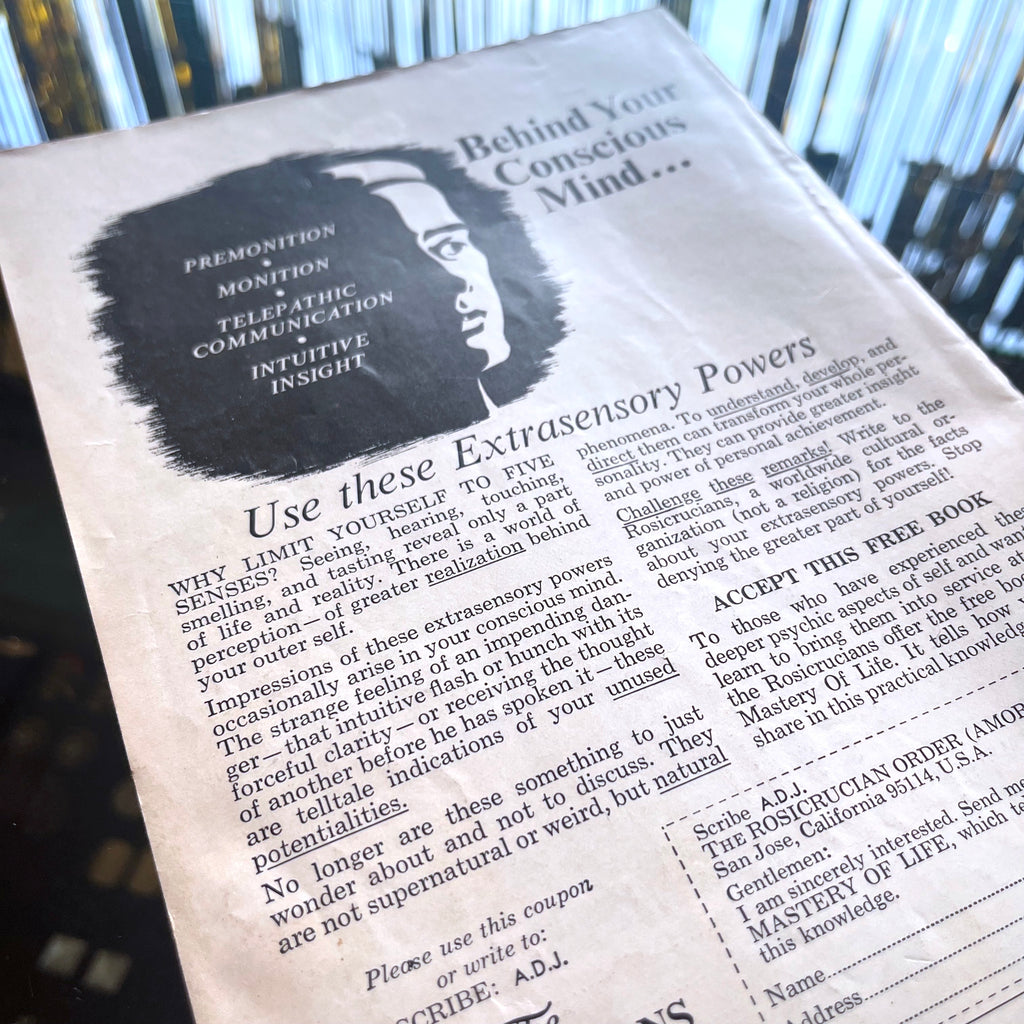 Behind Your
Conscious
Mind...
PREMONITION
•
MONITION
•
TELEPATHIC
COMMUNICATION
•
INTUITIVE
INSIGHT
Use these Extrasensory Powers
WHY LIMIT YOURSELF TO FIVE
SENSES? Seeing, hearing, touching,
smelling, and tasting reveal only a part
of life and reality. There is a world of
perception—of greater realization behind
your outer self.
Impressions of these extrasensory powers
occasionally arise in your conscious mind.
The strange feeling of an impending dan-
ger—that intuitive flash or hunch with its
forceful clarity—or receiving the thought
of another before he has spoken it—these
are telltale indications of your unused
potentialities.
No longer are these something to just
wonder about and not to discuss. They
are not supernatural or weird, but natural
phenomena. To understand, develop, and
direct them can transform your whole per-
sonality. They can provide greater insight
and power of personal achievement.
Challenge these remarks! Write to the
Rosicrucians, a worldwide cultural or-
ganization (not a religion) for the facts
about your extrasensory powers. Stop
denying the greater part of yourself!
ACCEPT THIS FREE BOOK
To those who have experienced
deeper psychic aspects of self and
learn to bring them into service
the Rosicrucians offer the free
Mastery Of Life. It tells how
share in this practical
Please use this coupon
or write to:
SCRIBE: A.D.J.
The
Scribe A.D.J.
THE ROSICRUCIAN ORDER
San Jose, California 95114, U.S.A.
Gentlemen:
I am sincerely interested. Send
MASTERY OF LIFE, which
this knowledge.
Name
Address